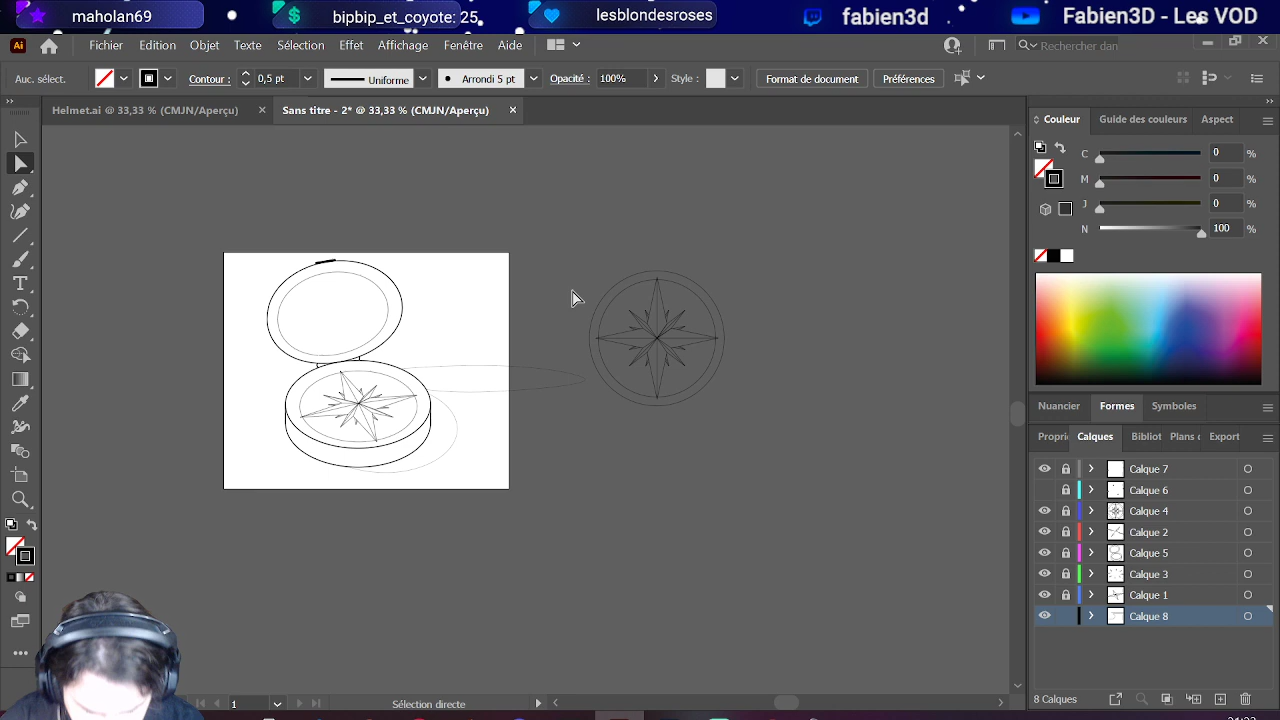 maholan69
bipbip_et_coyote: 25
lesblondesroses
fabien3d
Fabien3D - Les VOD
Ai
Fichier Edition Objet Texte Sélection Effet Affichage Fenêtre Aide
Rechercher dan
Auc. sélect.
Contour : 0,5 pt
Uniforme
Arrondi 5 pt
Opacité : 100%
Style :
Format de document
Préférences
Helmet.ai @ 33,33 % (CMJN/Aperçu)
Sans titre - 2* @ 33,33 % (CMJN/Aperçu)
Couleur Guide des couleurs Aspect
C 0 %
M 0 %
J 0 %
N 100 %
Nuancier Formes Symboles
Propri Calques Bibliot Plans d Export
Calque 7
Calque 6
Calque 4
Calque 2
Calque 5
Calque 3
Calque 1
Calque 8
8 Calques
1
Sélection directe